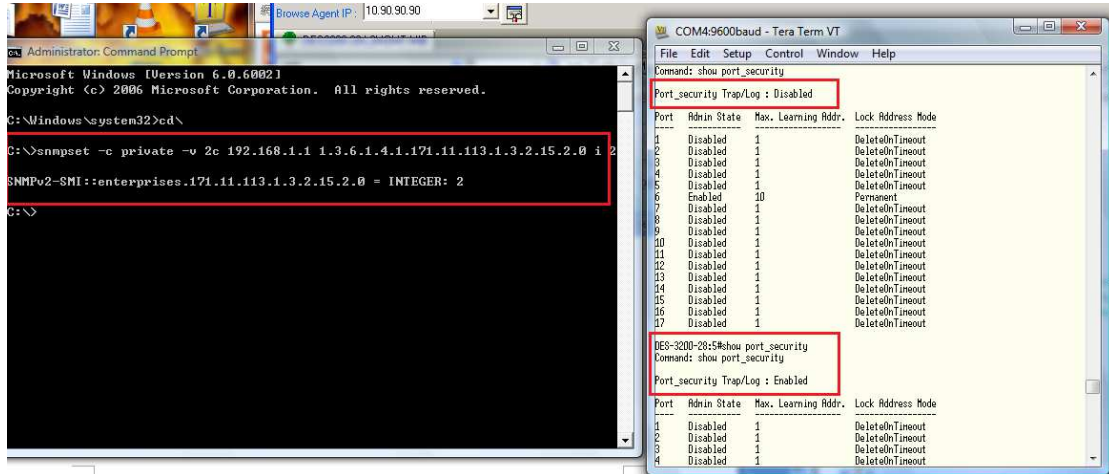 Browse Agent IP : 10.90.90.90
Administrator: Command Prompt
Microsoft Windows [Version 6.0.6002]
Copyright (c) 2006 Microsoft Corporation. All rights reserved.
C:\Windows\system32>cd\
C:\>snmpset -c private -v 2c 192.168.1.1 1.3.6.1.4.1.171.11.113.1.3.2.15.2.0 i 2
SNMPv2-SMI::enterprises.171.11.113.1.3.2.15.2.0 = INTEGER: 2
C:\>
COM4:9600baud - Tera Term VT
File Edit Setup Control Window Help
Command: show port_security
Port_security Trap/Log : Disabled
Port Admin State Max. Learning Addr. Lock Address Mode
---- ----------- ------------------- -----------------
1 Disabled 1 DeleteOnTimeout
2 Disabled 1 DeleteOnTimeout
3 Disabled 1 DeleteOnTimeout
4 Disabled 1 DeleteOnTimeout
5 Disabled 1 DeleteOnTimeout
6 Enabled 10 Permanent
7 Disabled 1 DeleteOnTimeout
8 Disabled 1 DeleteOnTimeout
9 Disabled 1 DeleteOnTimeout
10 Disabled 1 DeleteOnTimeout
11 Disabled 1 DeleteOnTimeout
12 Disabled 1 DeleteOnTimeout
13 Disabled 1 DeleteOnTimeout
14 Disabled 1 DeleteOnTimeout
15 Disabled 1 DeleteOnTimeout
16 Disabled 1 DeleteOnTimeout
17 Disabled 1 DeleteOnTimeout
DES-3200-28:5#show port_security
Command: show port_security
Port_security Trap/Log : Enabled
Port Admin State Max. Learning Addr. Lock Address Mode
---- ----------- ------------------- -----------------
1 Disabled 1 DeleteOnTimeout
2 Disabled 1 DeleteOnTimeout
3 Disabled 1 DeleteOnTimeout
4 Disabled 1 DeleteOnTimeout